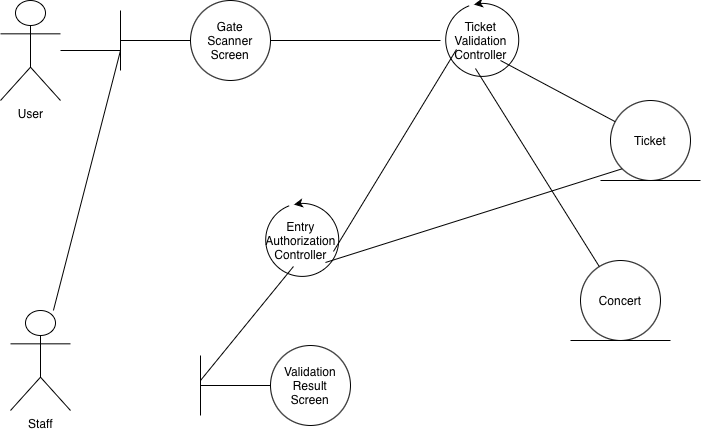 Gate
Scanner
Screen
Ticket
Validation
Controller
User
Ticket
Entry
Authorization
Controller
Concert
Validation
Result
Screen
Staff